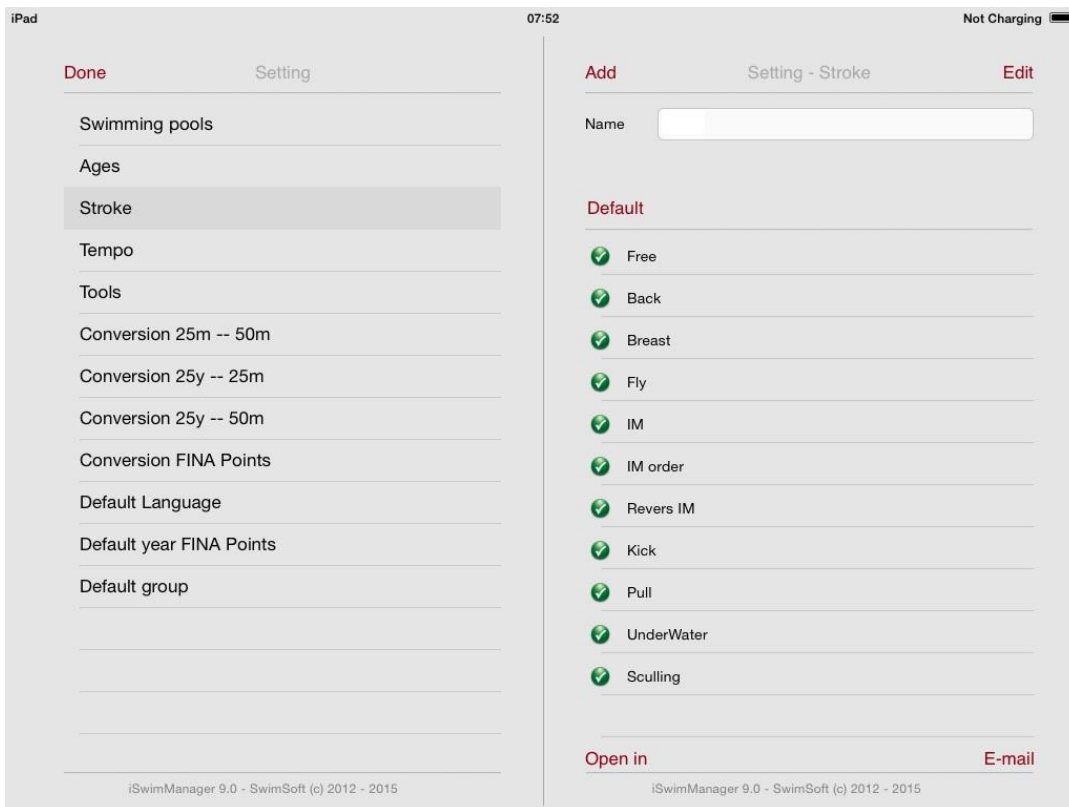 iPad 07:52 Not Charging
Done Setting
Swimming pools
Ages
Stroke
Tempo
Tools
Conversion 25m -- 50m
Conversion 25y -- 25m
Conversion 25y -- 50m
Conversion FINA Points
Default Language
Default year FINA Points
Default group
iSwimManager 9.0 - SwimSoft (c) 2012 - 2015
Add Setting - Stroke Edit
Name
Default
Free
Back
Breast
Fly
IM
IM order
Revers IM
Kick
Pull
UnderWater
Sculling
Open in E-mail
iSwimManager 9.0 - SwimSoft (c) 2012 - 2015